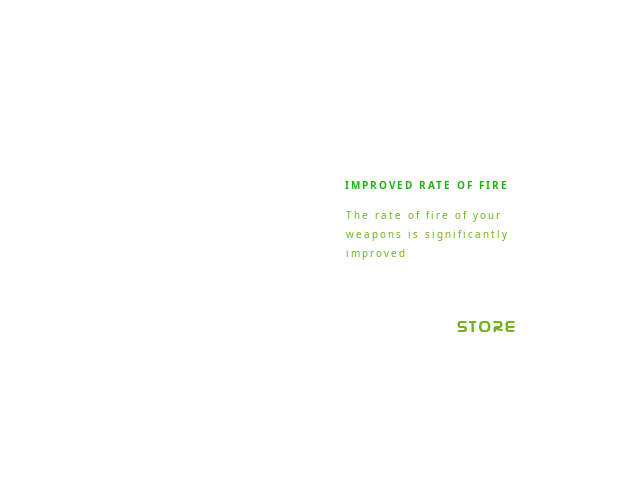 IMPROVED RATE OF FIRE
The rate of fire of your
weapons is significantly
improved
STORE